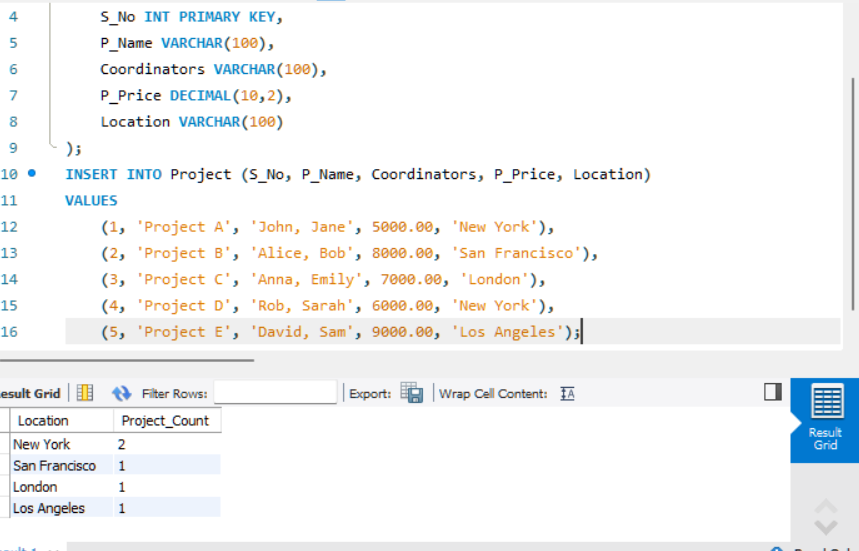 4 S_No INT PRIMARY KEY,
5 P_Name VARCHAR(100),
6 Coordinators VARCHAR(100),
7 P_Price DECIMAL(10,2),
8 Location VARCHAR(100)
9 );
10 INSERT INTO Project (S_No, P_Name, Coordinators, P_Price, Location)
11 VALUES
12 (1, 'Project A', 'John, Jane', 5000.00, 'New York'),
13 (2, 'Project B', 'Alice, Bob', 8000.00, 'San Francisco'),
14 (3, 'Project C', 'Anna, Emily', 7000.00, 'London'),
15 (4, 'Project D', 'Rob, Sarah', 6000.00, 'New York'),
16 (5, 'Project E', 'David, Sam', 9000.00, 'Los Angeles');
esult Grid Filter Rows: Export: Wrap Cell Content: IA
Location Project_Count
New York 2
San Francisco 1
London 1
Los Angeles 1
Result
Grid